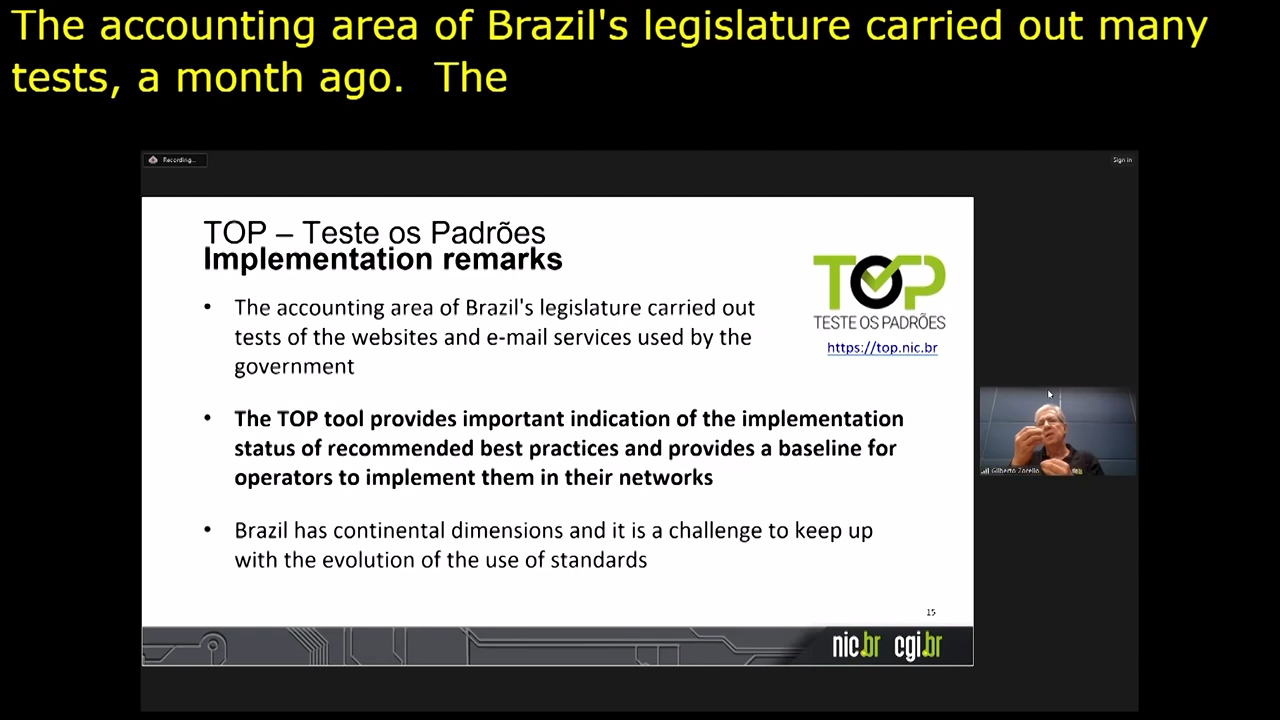 The accounting area of Brazil's legislature carried out many
tests, a month ago.  The
Recording...
Sign in
TOP – Teste os Padrões
Implementation remarks
TOP
TESTE OS PADRÕES
https://top.nic.br
• The accounting area of Brazil's legislature carried out
tests of the websites and e-mail services used by the
government
• The TOP tool provides important indication of the implementation
status of recommended best practices and provides a baseline for
operators to implement them in their networks
• Brazil has continental dimensions and it is a challenge to keep up
with the evolution of the use of standards
Gilberto Zorello
15
nic.br cgi.br